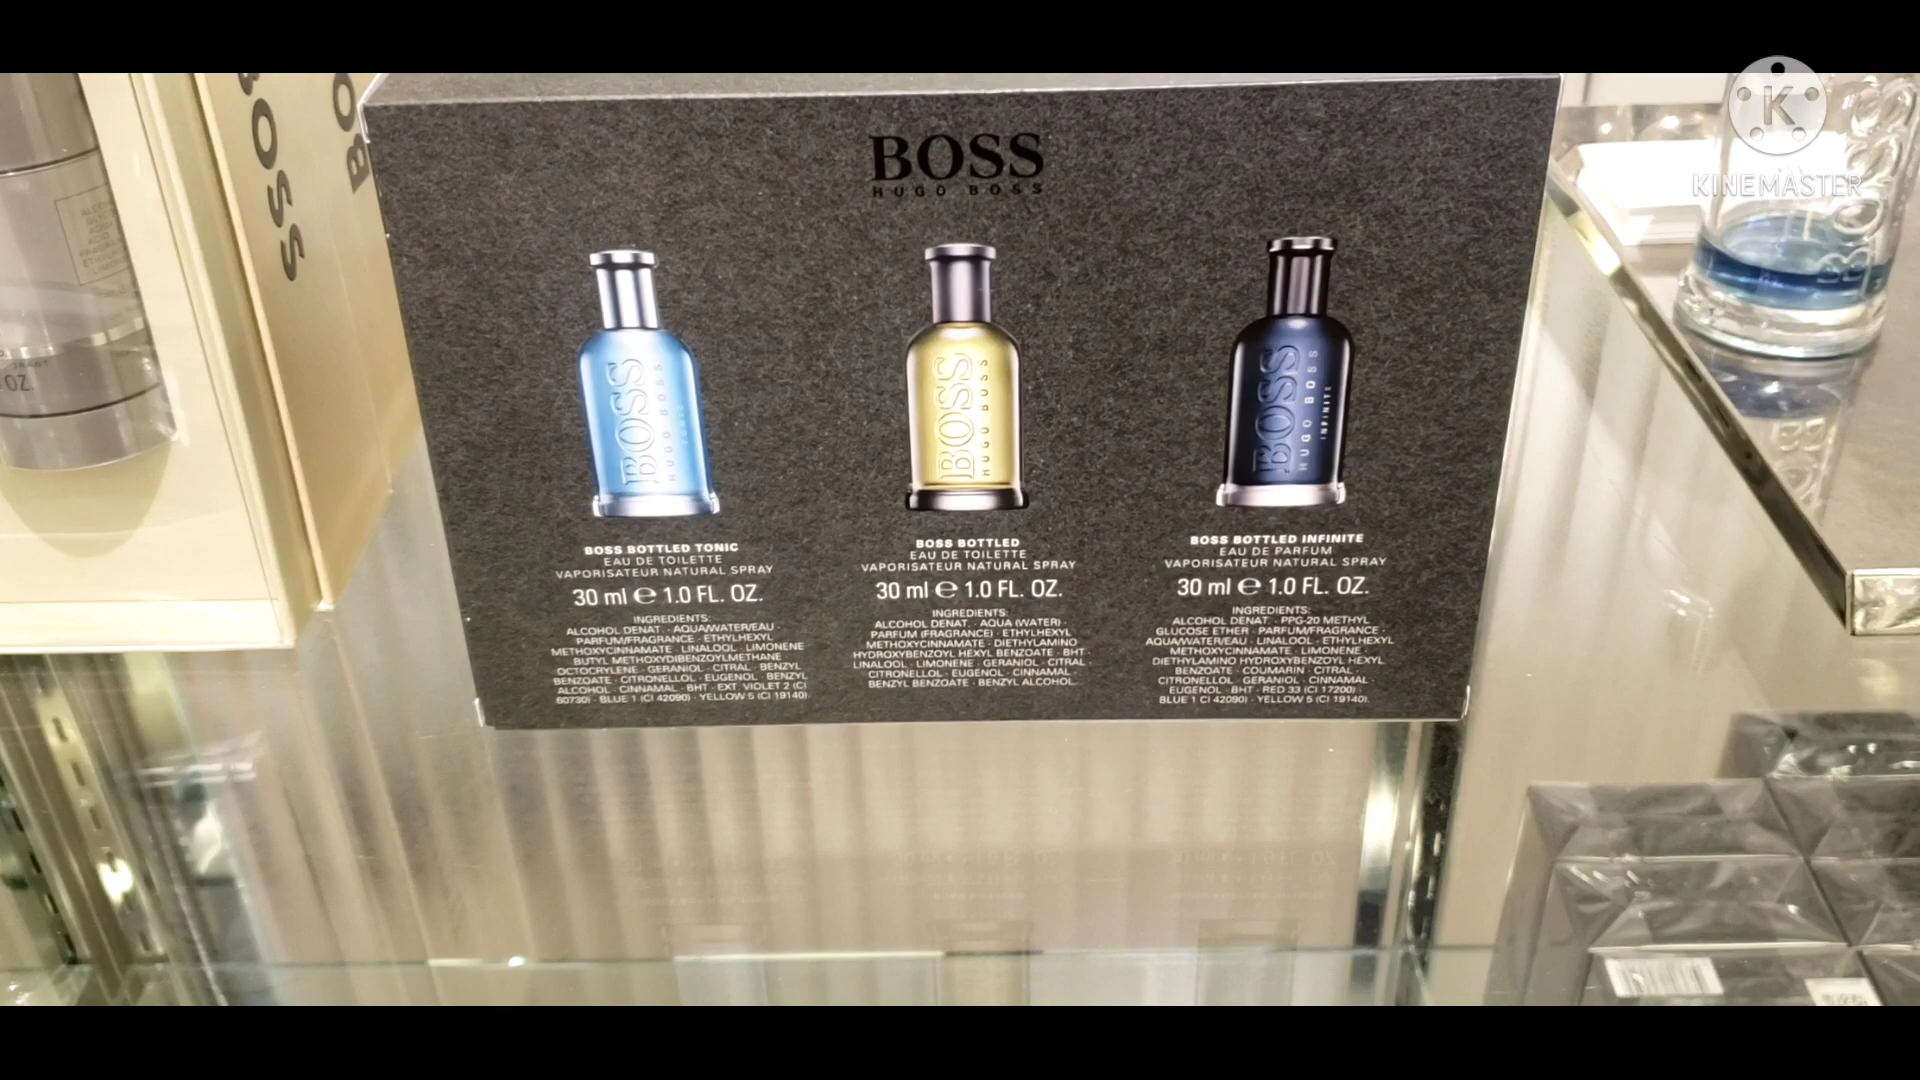 BOSS
HUGO BOSS
BOSS
HUGO BOSS
TONIC
BOSS
HUGO BOSS
BOSS
HUGO BOSS
INFINITE
BOSS BOTTLED TONIC
EAU DE TOILETTE
VAPORISATEUR NATURAL SPRAY
30 ml ℮ 1.0 FL. OZ.
INGREDIENTS:
ALCOHOL DENAT. · AQUA/WATER/EAU ·
PARFUM/FRAGRANCE · ETHYLHEXYL
METHOXYCINNAMATE · LINALOOL · LIMONENE
BUTYL METHOXYDIBENZOYLMETHANE
OCTOCRYLENE · GERANIOL · CITRAL · BENZYL
BENZOATE · CITRONELLOL · EUGENOL · BENZYL
ALCOHOL · CINNAMAL · BHT · EXT. VIOLET 2 (CI
60730) · BLUE 1 (CI 42090) · YELLOW 5 (CI 19140).
BOSS BOTTLED
EAU DE TOILETTE
VAPORISATEUR NATURAL SPRAY
30 ml ℮ 1.0 FL. OZ.
INGREDIENTS:
ALCOHOL DENAT. · AQUA (WATER) ·
PARFUM (FRAGRANCE) · ETHYLHEXYL
METHOXYCINNAMATE · DIETHYLAMINO
HYDROXYBENZOYL HEXYL BENZOATE · BHT ·
LINALOOL · LIMONENE · GERANIOL · CITRAL ·
CITRONELLOL · EUGENOL · CINNAMAL ·
BENZYL BENZOATE · BENZYL ALCOHOL.
BOSS BOTTLED INFINITE
EAU DE PARFUM
VAPORISATEUR NATURAL SPRAY
30 ml ℮ 1.0 FL. OZ.
INGREDIENTS:
ALCOHOL DENAT. · PPG-20 METHYL
GLUCOSE ETHER · PARFUM/FRAGRANCE ·
AQUA/WATER/EAU · LINALOOL · ETHYLHEXYL
METHOXYCINNAMATE · LIMONENE ·
DIETHYLAMINO HYDROXYBENZOYL HEXYL
BENZOATE · COUMARIN · CITRAL ·
CITRONELLOL · GERANIOL · CINNAMAL ·
EUGENOL · BHT · RED 33 (CI 17200) ·
BLUE 1 CI 42090) · YELLOW 5 (CI 19140).
BOSS
BO
OZ.
BOSS
K
KINEMASTER